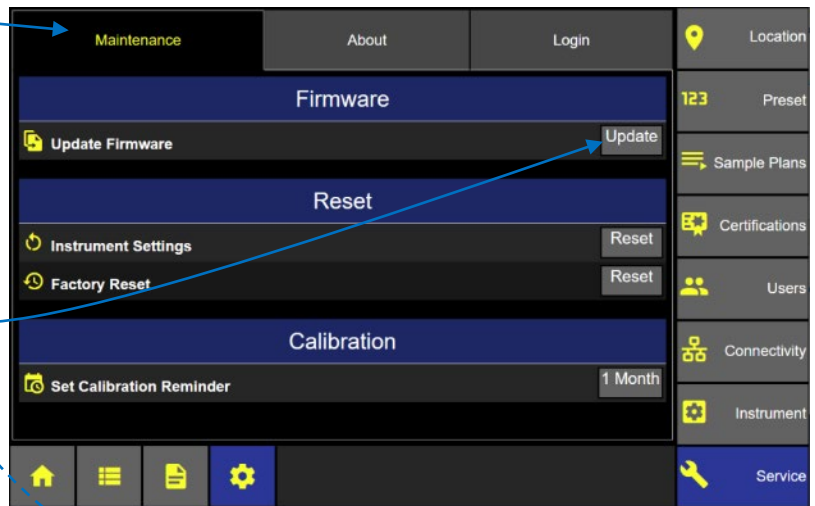 Maintenance
About
Login
Firmware
Update Firmware
Update
Reset
Instrument Settings
Reset
Factory Reset
Reset
Calibration
Set Calibration Reminder
1 Month
Location
123
Preset
Sample Plans
Certifications
Users
Connectivity
Instrument
Service